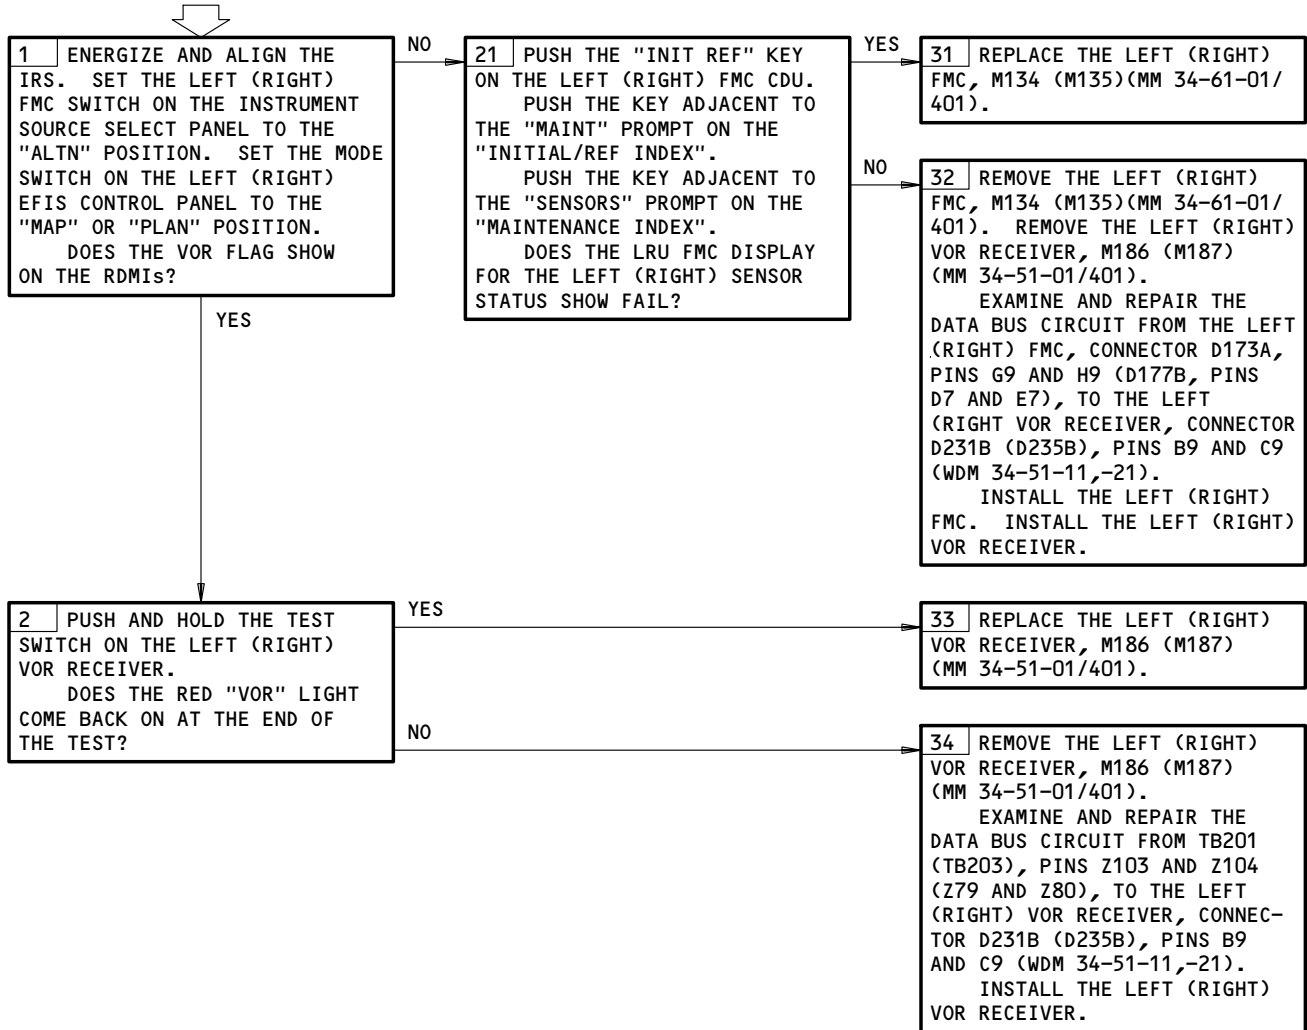 1 ENERGIZE AND ALIGN THE
IRS. SET THE LEFT (RIGHT)
FMC SWITCH ON THE INSTRUMENT
SOURCE SELECT PANEL TO THE
"ALTN" POSITION. SET THE MODE
SWITCH ON THE LEFT (RIGHT)
EFIS CONTROL PANEL TO THE
"MAP" OR "PLAN" POSITION.
DOES THE VOR FLAG SHOW
ON THE RDMIs?
NO
YES
21 PUSH THE "INIT REF" KEY
ON THE LEFT (RIGHT) FMC CDU.
PUSH THE KEY ADJACENT TO
THE "MAINT" PROMPT ON THE
"INITIAL/REF INDEX".
PUSH THE KEY ADJACENT TO
THE "SENSORS" PROMPT ON THE
"MAINTENANCE INDEX".
DOES THE LRU FMC DISPLAY
FOR THE LEFT (RIGHT) SENSOR
STATUS SHOW FAIL?
YES
NO
31 REPLACE THE LEFT (RIGHT)
FMC, M134 (M135)(MM 34-61-01/
401).
32 REMOVE THE LEFT (RIGHT)
FMC, M134 (M135)(MM 34-61-01/
401). REMOVE THE LEFT (RIGHT)
VOR RECEIVER, M186 (M187)
(MM 34-51-01/401).
EXAMINE AND REPAIR THE
DATA BUS CIRCUIT FROM THE LEFT
(RIGHT) FMC, CONNECTOR D173A,
PINS G9 AND H9 (D177B, PINS
D7 AND E7), TO THE LEFT
(RIGHT VOR RECEIVER, CONNECTOR
D231B (D235B), PINS B9 AND C9
(WDM 34-51-11,-21).
INSTALL THE LEFT (RIGHT)
FMC. INSTALL THE LEFT (RIGHT)
VOR RECEIVER.
2 PUSH AND HOLD THE TEST
SWITCH ON THE LEFT (RIGHT)
VOR RECEIVER.
DOES THE RED "VOR" LIGHT
COME BACK ON AT THE END OF
THE TEST?
YES
NO
33 REPLACE THE LEFT (RIGHT)
VOR RECEIVER, M186 (M187)
(MM 34-51-01/401).
34 REMOVE THE LEFT (RIGHT)
VOR RECEIVER, M186 (M187)
(MM 34-51-01/401).
EXAMINE AND REPAIR THE
DATA BUS CIRCUIT FROM TB201
(TB203), PINS Z103 AND Z104
(Z79 AND Z80), TO THE LEFT
(RIGHT) VOR RECEIVER, CONNEC-
TOR D231B (D235B), PINS B9
AND C9 (WDM 34-51-11,-21).
INSTALL THE LEFT (RIGHT)
VOR RECEIVER.